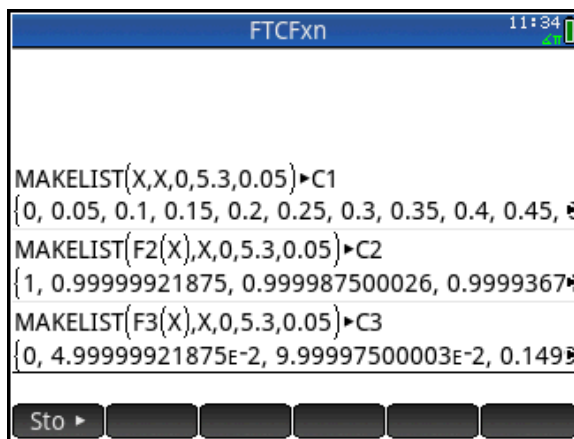 FTCFxn
11:34
∡π
MAKELIST(X,X,0,5.3,0.05)▶C1
{0, 0.05, 0.1, 0.15, 0.2, 0.25, 0.3, 0.35, 0.4, 0.45,
MAKELIST(F2(X),X,0,5.3,0.05)▶C2
{1, 0.99999921875, 0.999987500026, 0.9999367
MAKELIST(F3(X),X,0,5.3,0.05)▶C3
{0, 4.99999921875E-2, 9.99997500003E-2, 0.149
Sto ▶